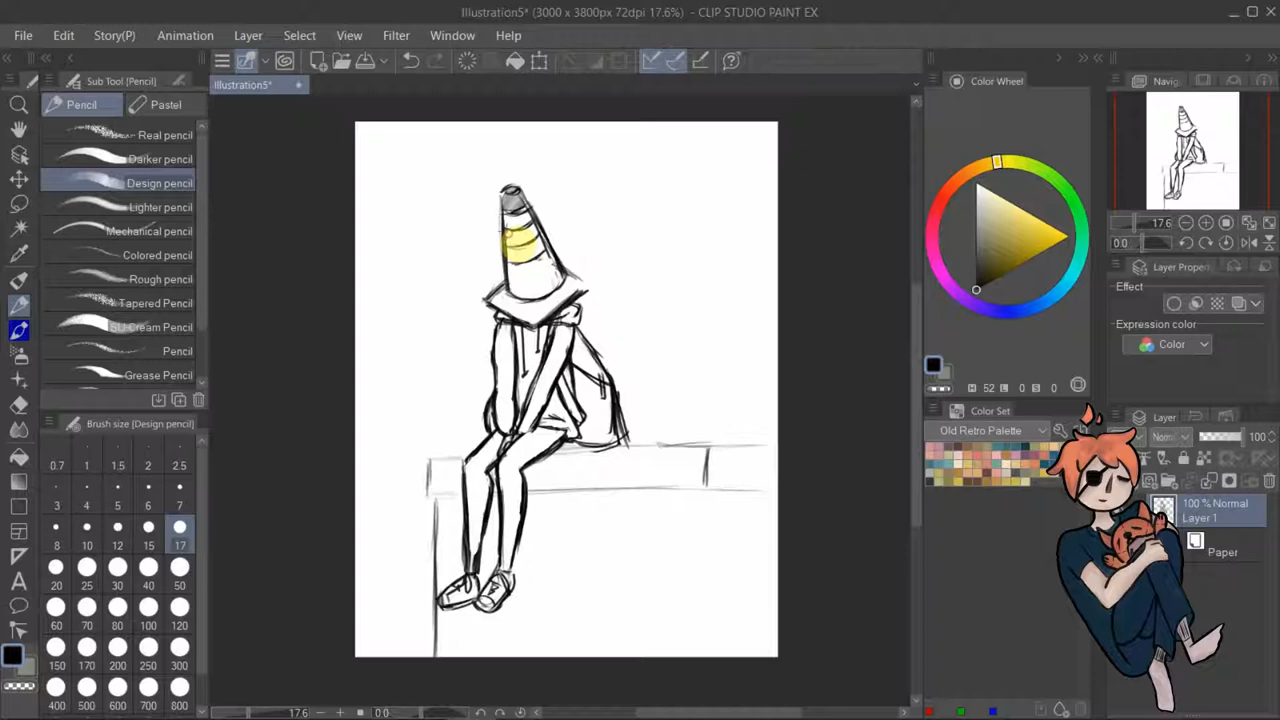 Illustration5* (3000 x 3800px 72dpi 17.6%) - CLIP STUDIO PAINT EX
File Edit Story(P) Animation Layer Select View Filter Window Help
Sub Tool [Pencil]
Pencil Pastel
Real pencil
Darker pencil
Design pencil
Lighter pencil
Mechanical pencil
Colored pencil
Rough pencil
Tapered Pencil
SU-Cream Pencil
Pencil
Grease Pencil
Brush size [Design pencil]
0.7 1 1.5 2 2.5
3 4 5 6 7
8 10 12 15 17
20 25 30 40 50
60 70 80 100 120
150 170 200 250 300
400 500 600 700 800
Illustration5*
17.6 0.0
Color Wheel
H 52 L 0 S 0
Color Set
Old Retro Palette
Navig
17.6
0.0
Layer Prope
Effect
Expression color
Color
Layer
Norm 100
100 % Normal
Layer 1
Paper